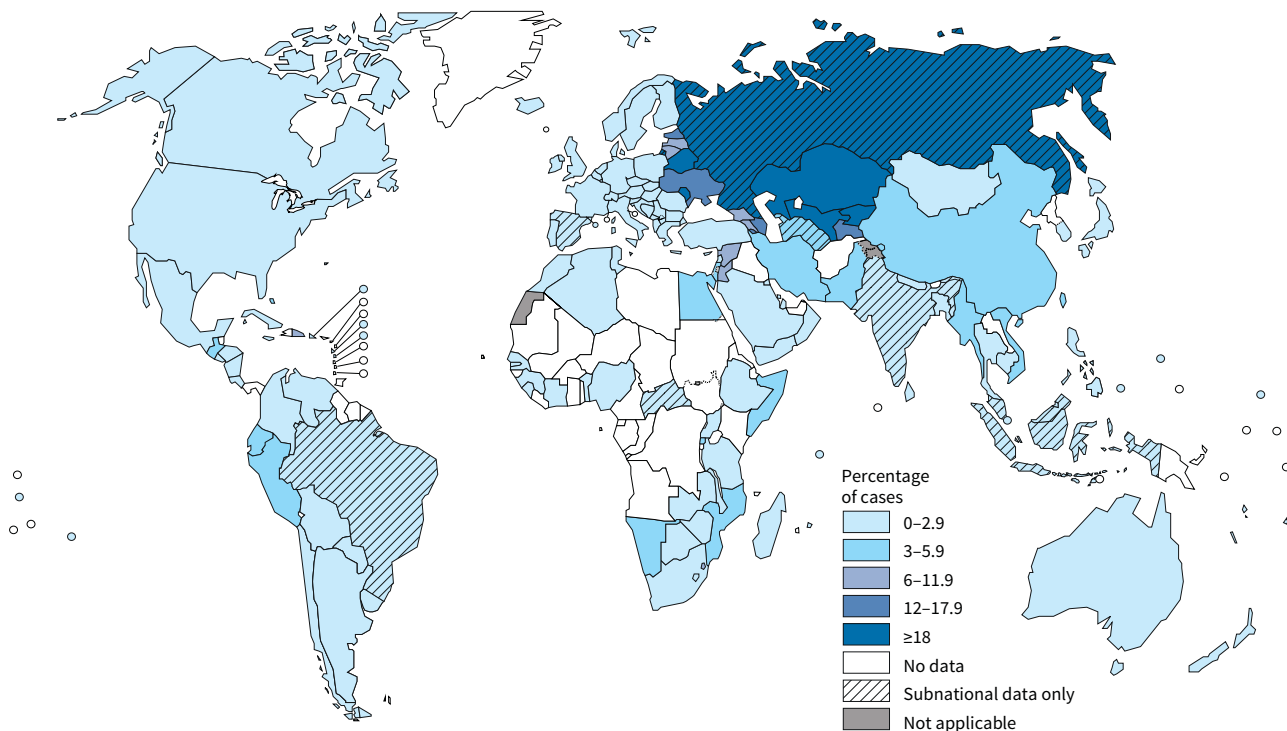 Percentage
of cases
0–2.9
3–5.9
6–11.9
12–17.9
≥18
No data
Subnational data only
Not applicable